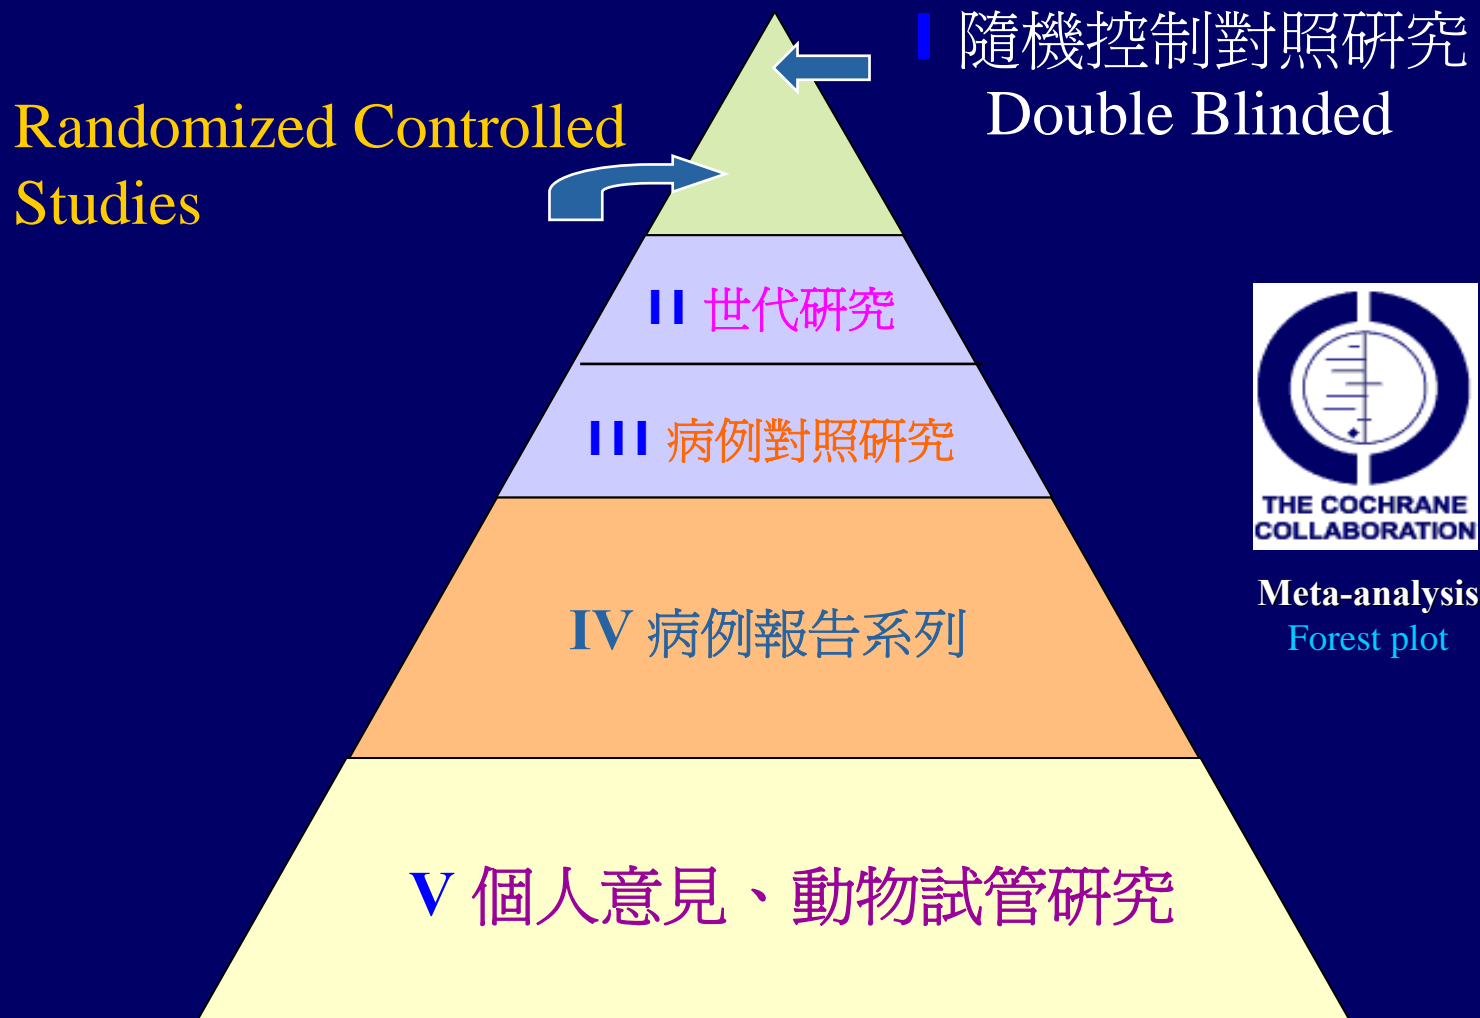 I 隨機控制對照研究
Double Blinded
Randomized Controlled
Studies
II 世代研究
III 病例對照研究
THE COCHRANE
COLLABORATION
Meta-analysis
Forest plot
IV 病例報告系列
V 個人意見、動物試管研究